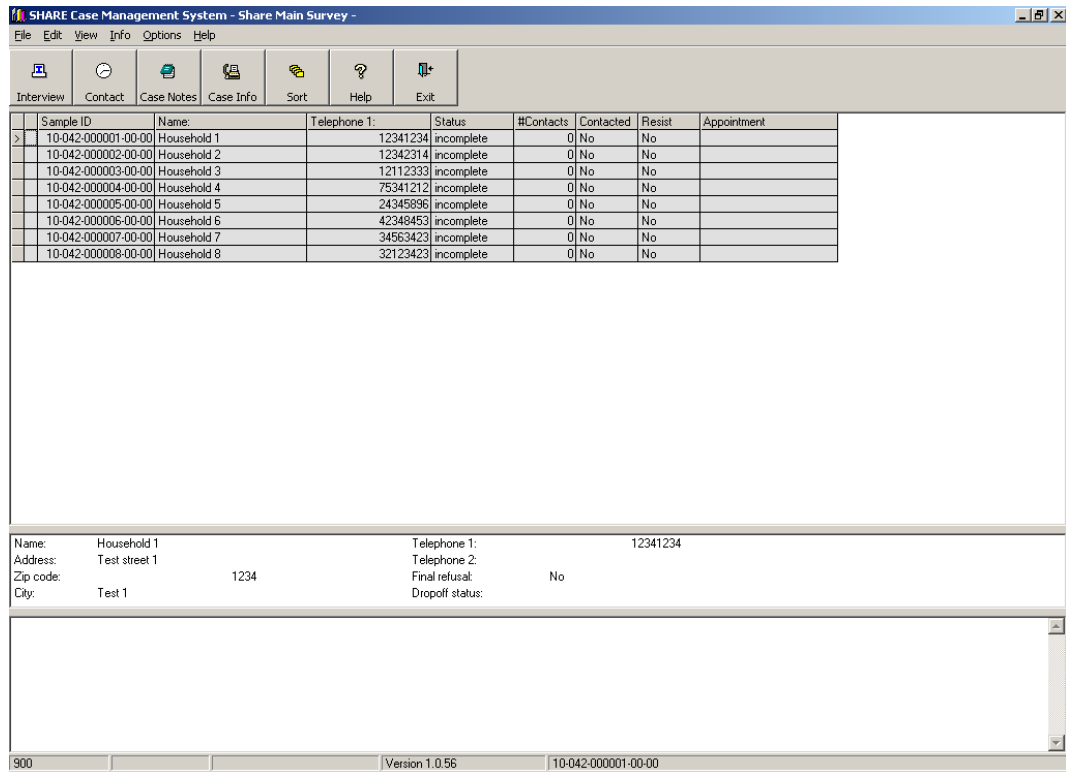 SHARE Case Management System - Share Main Survey -
File Edit View Info Options Help
Interview Contact Case Notes Case Info Sort Help Exit
Sample ID Name: Telephone 1: Status #Contacts Contacted Resist Appointment
> 10-042-000001-00-00 Household 1 12341234 incomplete 0 No No
10-042-000002-00-00 Household 2 12342314 incomplete 0 No No
10-042-000003-00-00 Household 3 12112333 incomplete 0 No No
10-042-000004-00-00 Household 4 75341212 incomplete 0 No No
10-042-000005-00-00 Household 5 24345896 incomplete 0 No No
10-042-000006-00-00 Household 6 42348453 incomplete 0 No No
10-042-000007-00-00 Household 7 34563423 incomplete 0 No No
10-042-000008-00-00 Household 8 32123423 incomplete 0 No No
Name: Household 1 Telephone 1: 12341234
Address: Test street 1 Telephone 2:
Zip code: 1234 Final refusal: No
City: Test 1 Dropoff status:
900 Version 1.0.56 10-042-000001-00-00